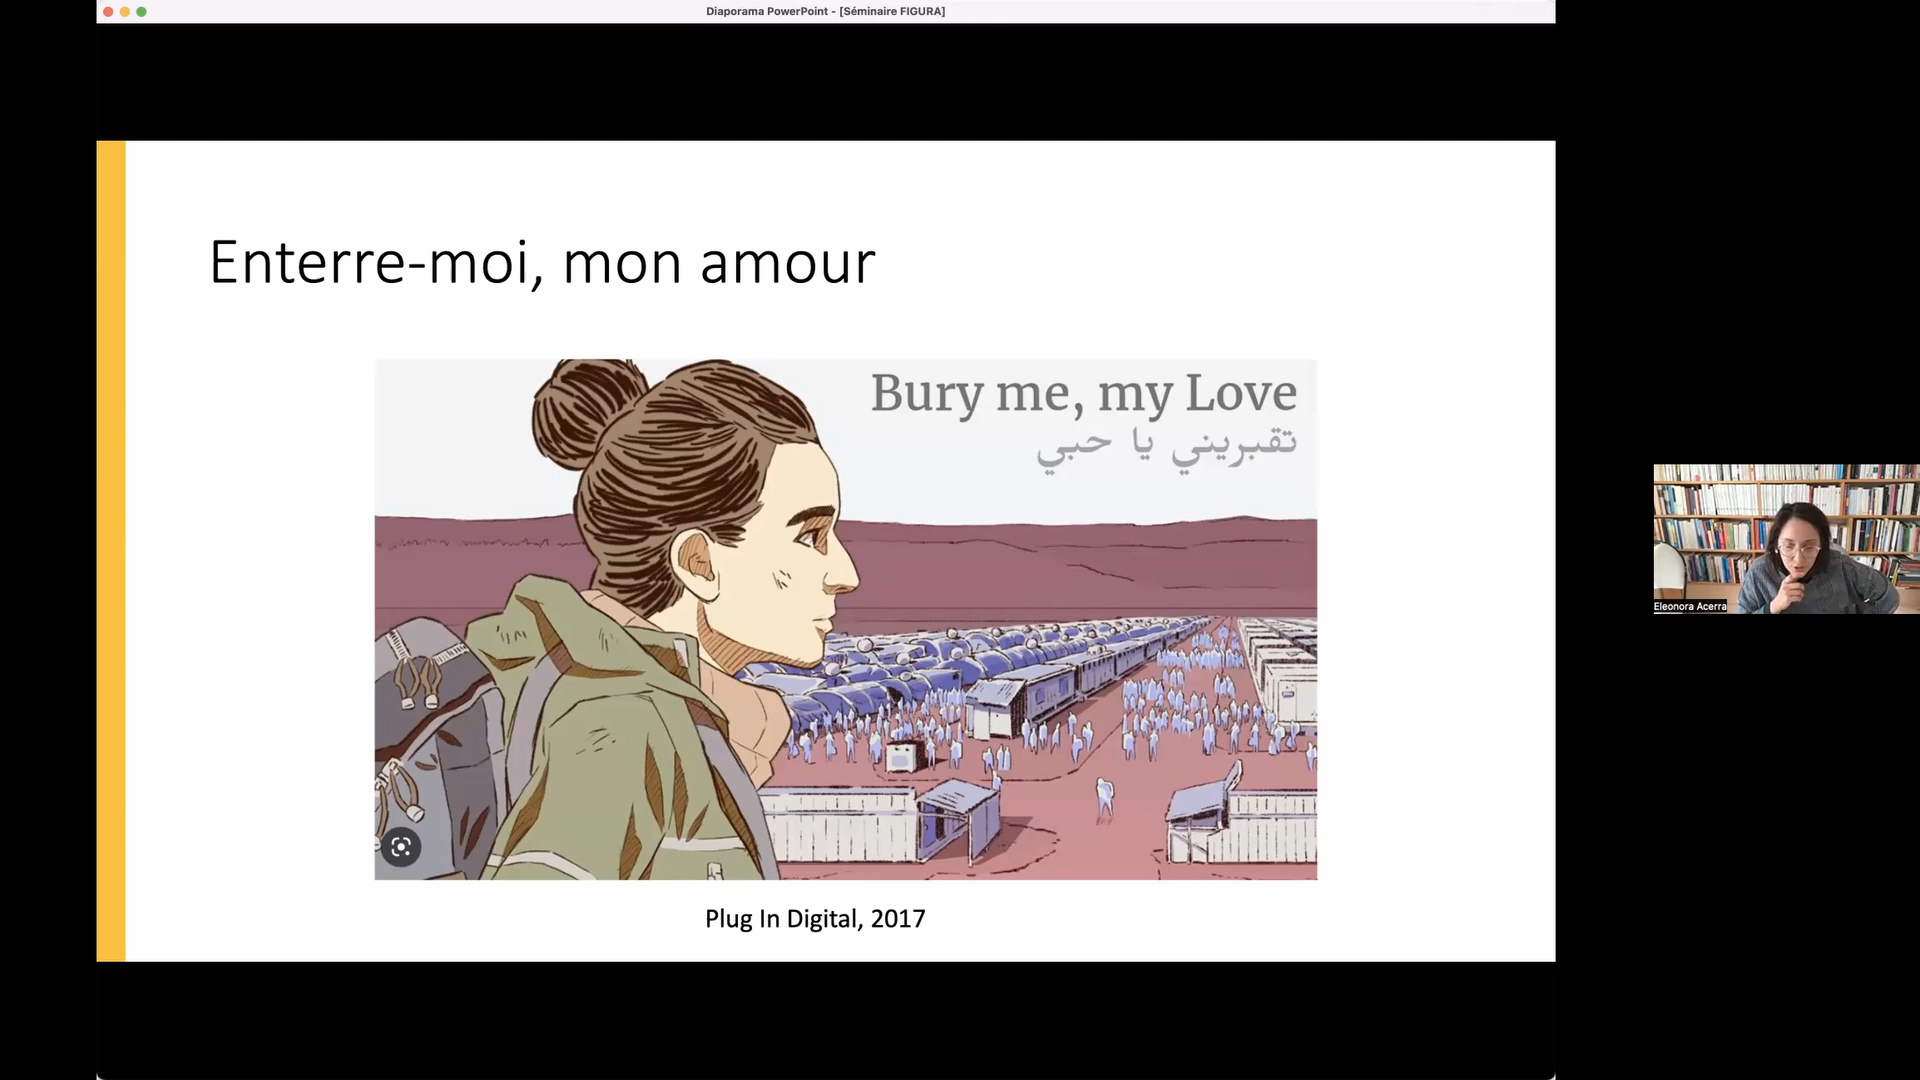 Diaporama PowerPoint - [Séminaire FIGURA]
Enterre-moi, mon amour
Bury me, my Love
تقبريني يا حبي
Plug In Digital, 2017
Eleonora Acerra